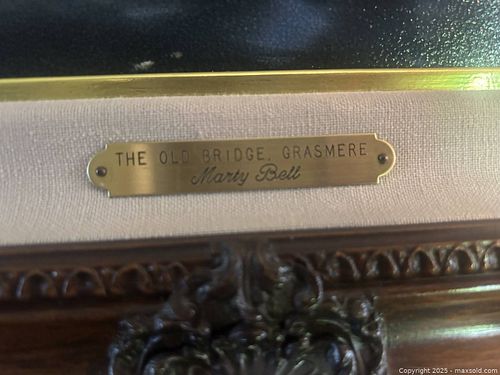 THE OLD BRIDGE, GRASMERE
Marty Bell
Copyright 2025 - maxsold.com